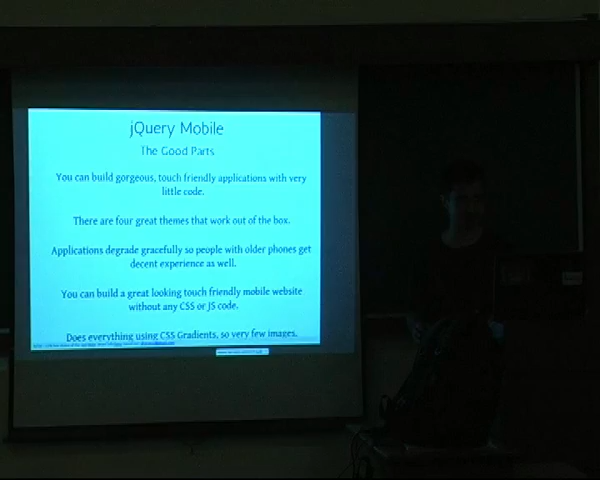 jQuery Mobile
The Good Parts
You can build gorgeous, touch friendly applications with very
little code.
There are four great themes that work out of the box.
Applications degrade gracefully so people with older phones get
decent experience as well.
You can build a great looking touch friendly mobile website
without any CSS or JS code.
Does everything using CSS Gradients, so very few images.